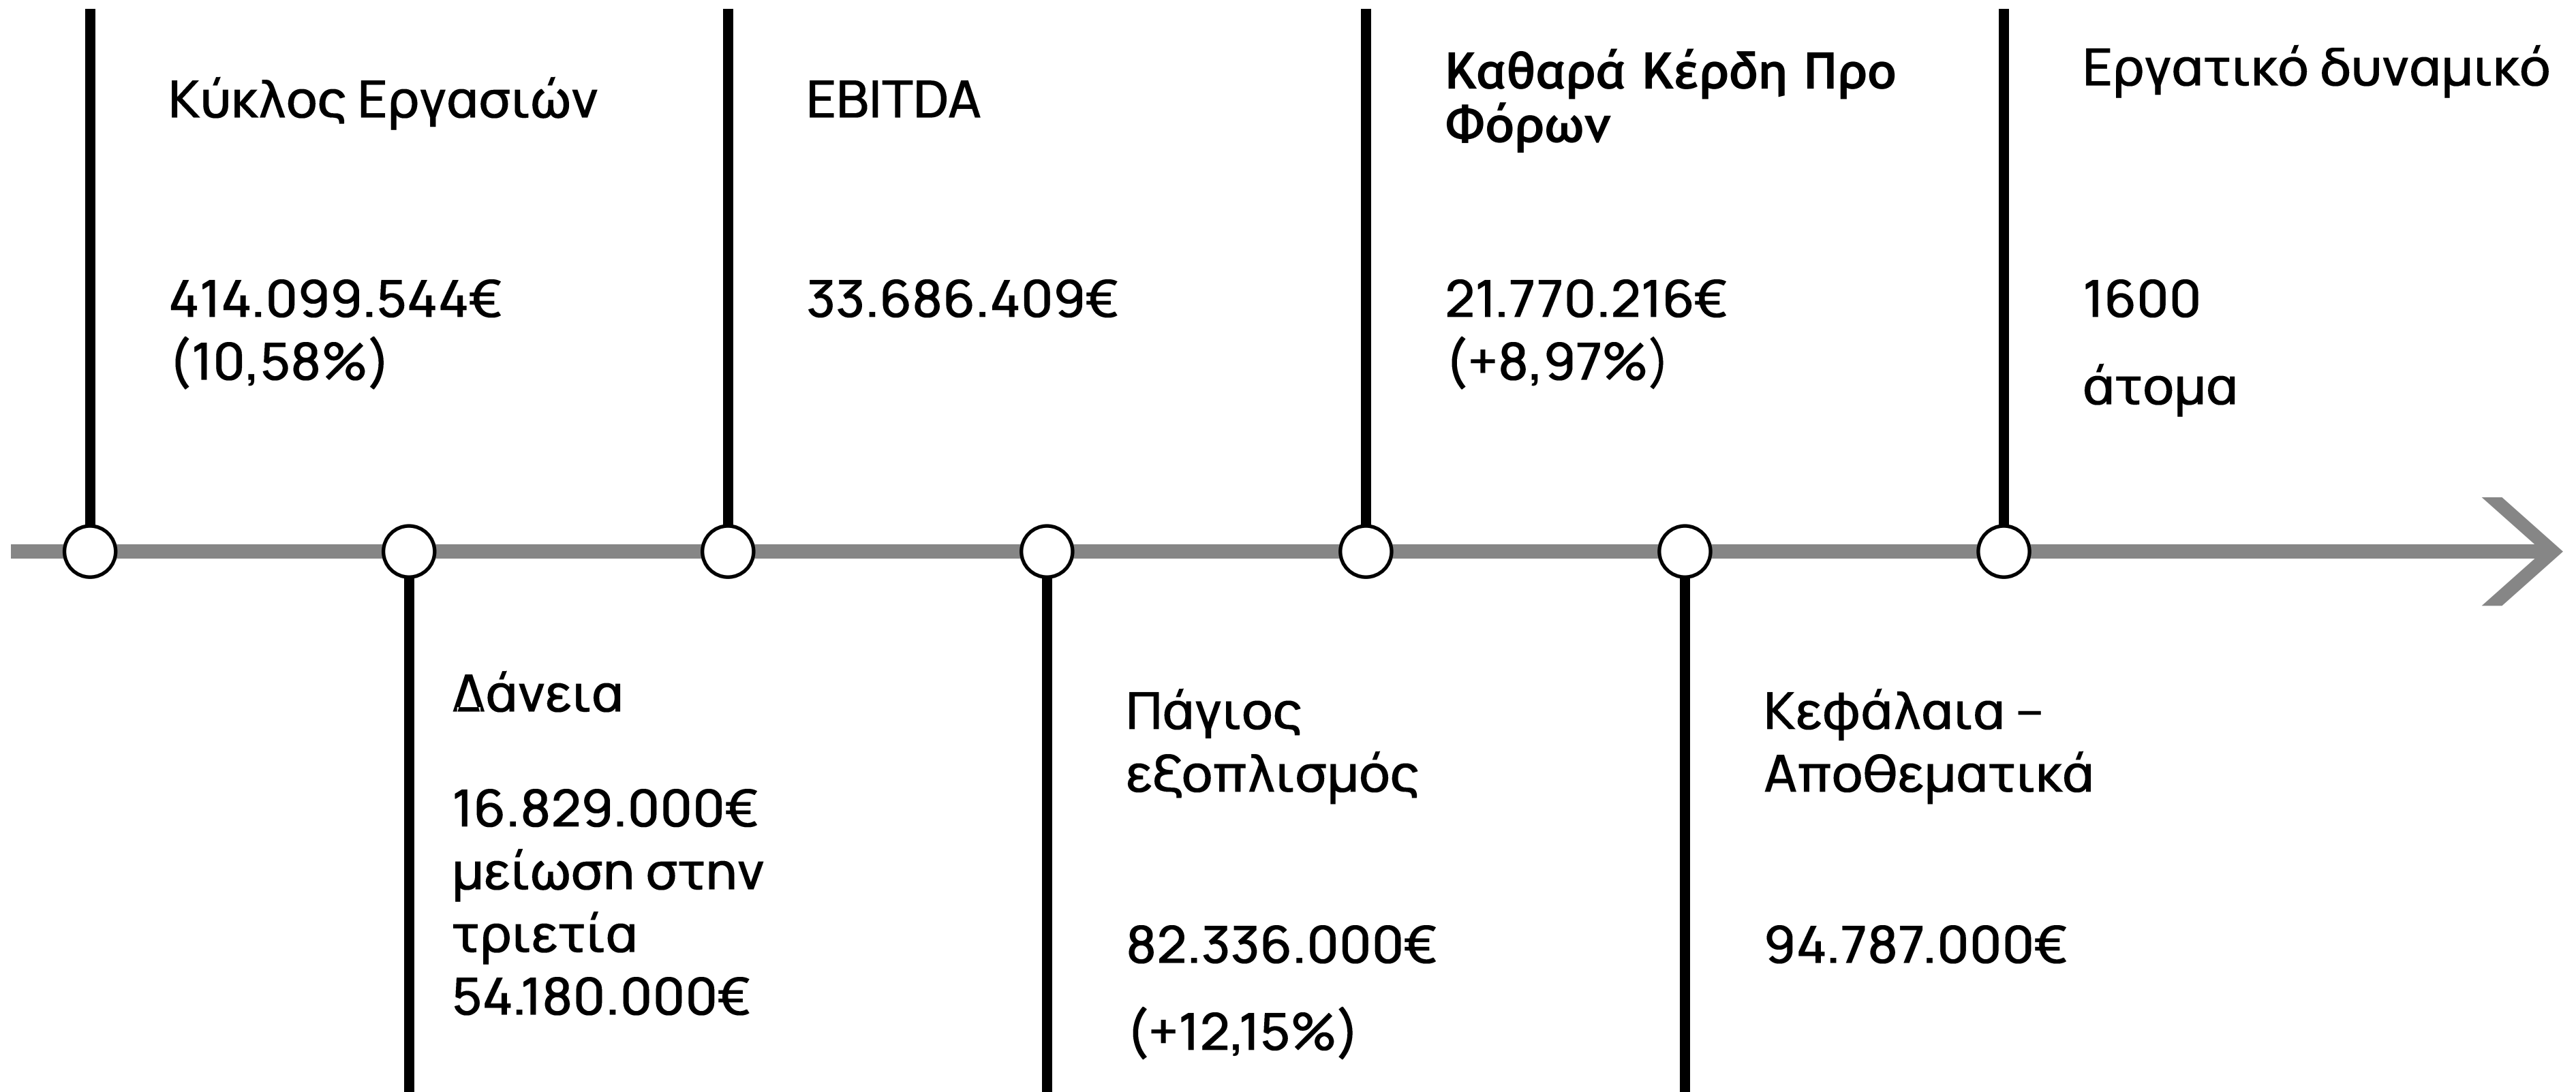 Κύκλος Εργασιών
414.099.544€
(10,58%)
EBITDA
33.686.409€
Καθαρά Κέρδη Προ
Φόρων
21.770.216€
(+8,97%)
Εργατικό δυναμικό
1600
άτομα
Δάνεια
16.829.000€
μείωση στην
τριετία
54.180.000€
Πάγιος
εξοπλισμός
82.336.000€
(+12,15%)
Κεφάλαια –
Αποθεματικά
94.787.000€